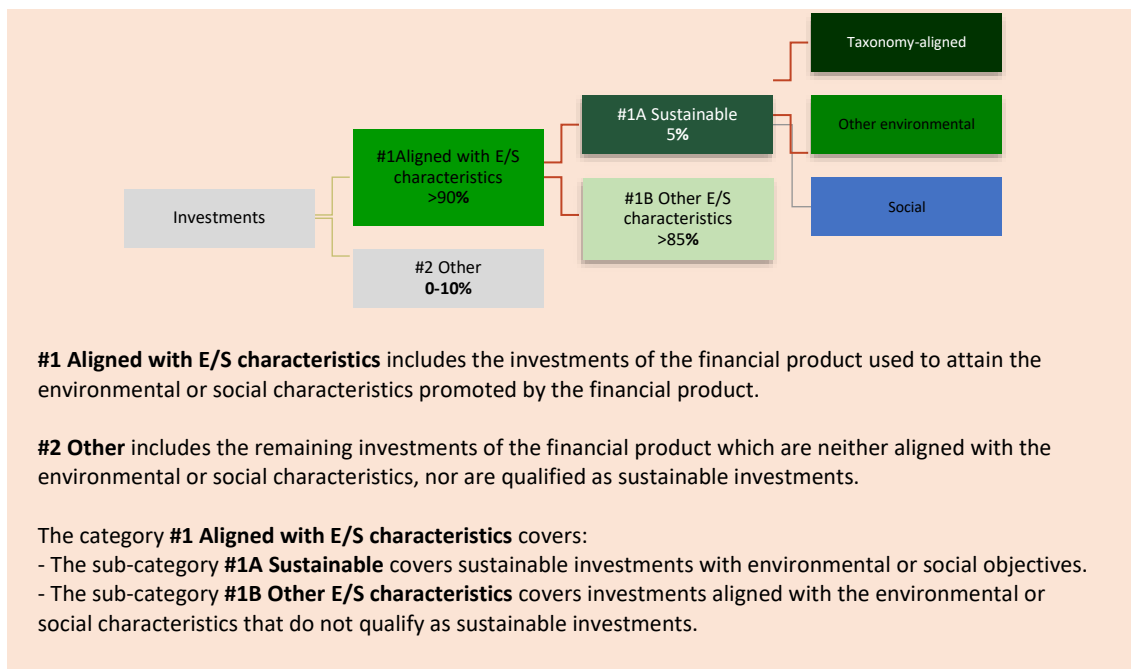 Taxonomy-aligned
#1A Sustainable
5%
Other environmental
#1Aligned with E/S
characteristics
>90%
#1B Other E/S
characteristics
>85%
Social
Investments
#2 Other
0-10%
#1 Aligned with E/S characteristics includes the investments of the financial product used to attain the
environmental or social characteristics promoted by the financial product.
#2 Other includes the remaining investments of the financial product which are neither aligned with the
environmental or social characteristics, nor are qualified as sustainable investments.
The category #1 Aligned with E/S characteristics covers:
- The sub-category #1A Sustainable covers sustainable investments with environmental or social objectives.
- The sub-category #1B Other E/S characteristics covers investments aligned with the environmental or
social characteristics that do not qualify as sustainable investments.